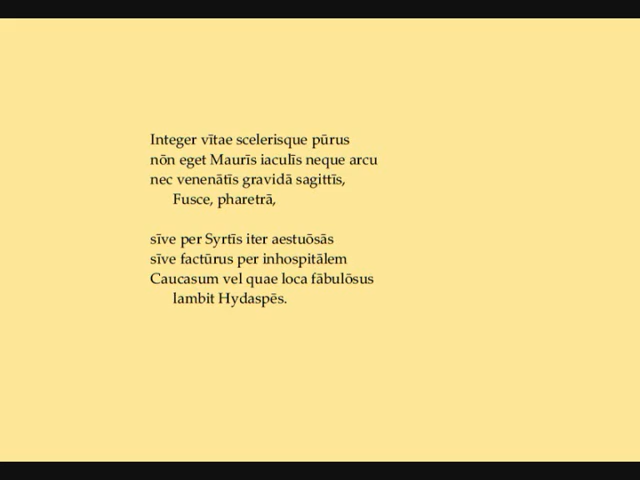 Integer vītae scelerisque pūrus
nōn eget Maurīs iaculīs neque arcu
nec venenātīs gravidā sagittīs,
Fusce, pharetrā,
sīve per Syrtīs iter aestuōsās
sīve factūrus per inhospitālem
Caucasum vel quae loca fābulōsus
lambit Hydaspēs.